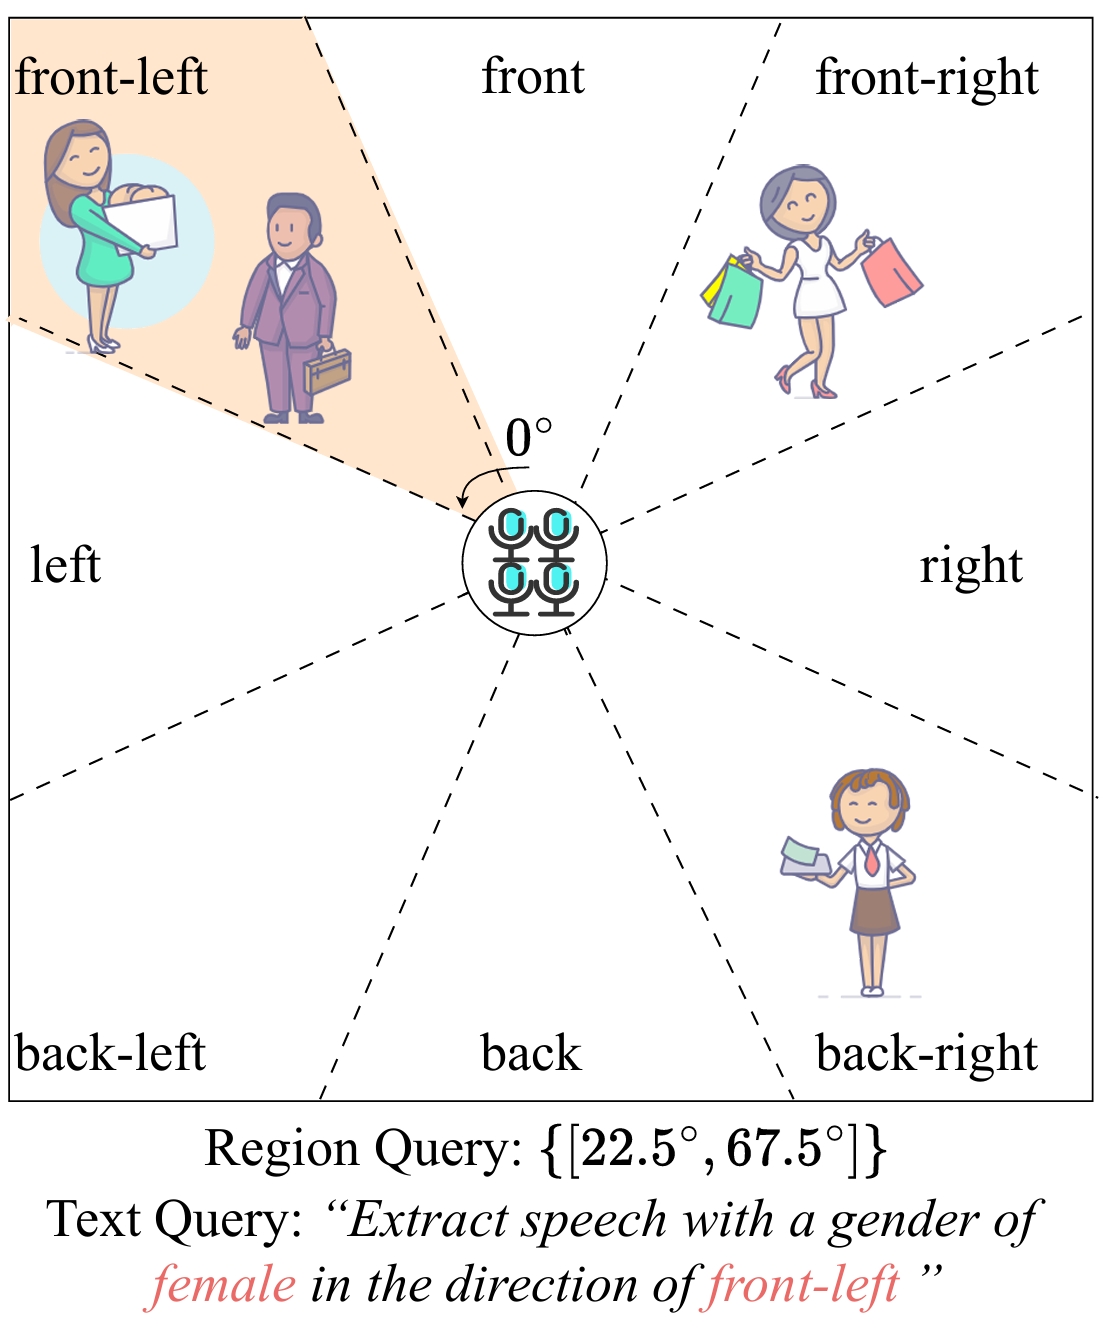 front-left
front
front-right
0°
left
right
back-left
back
back-right
Region Query: {[22.5°, 67.5°]}
Text Query: “Extract speech with a gender of
female in the direction of front-left ”